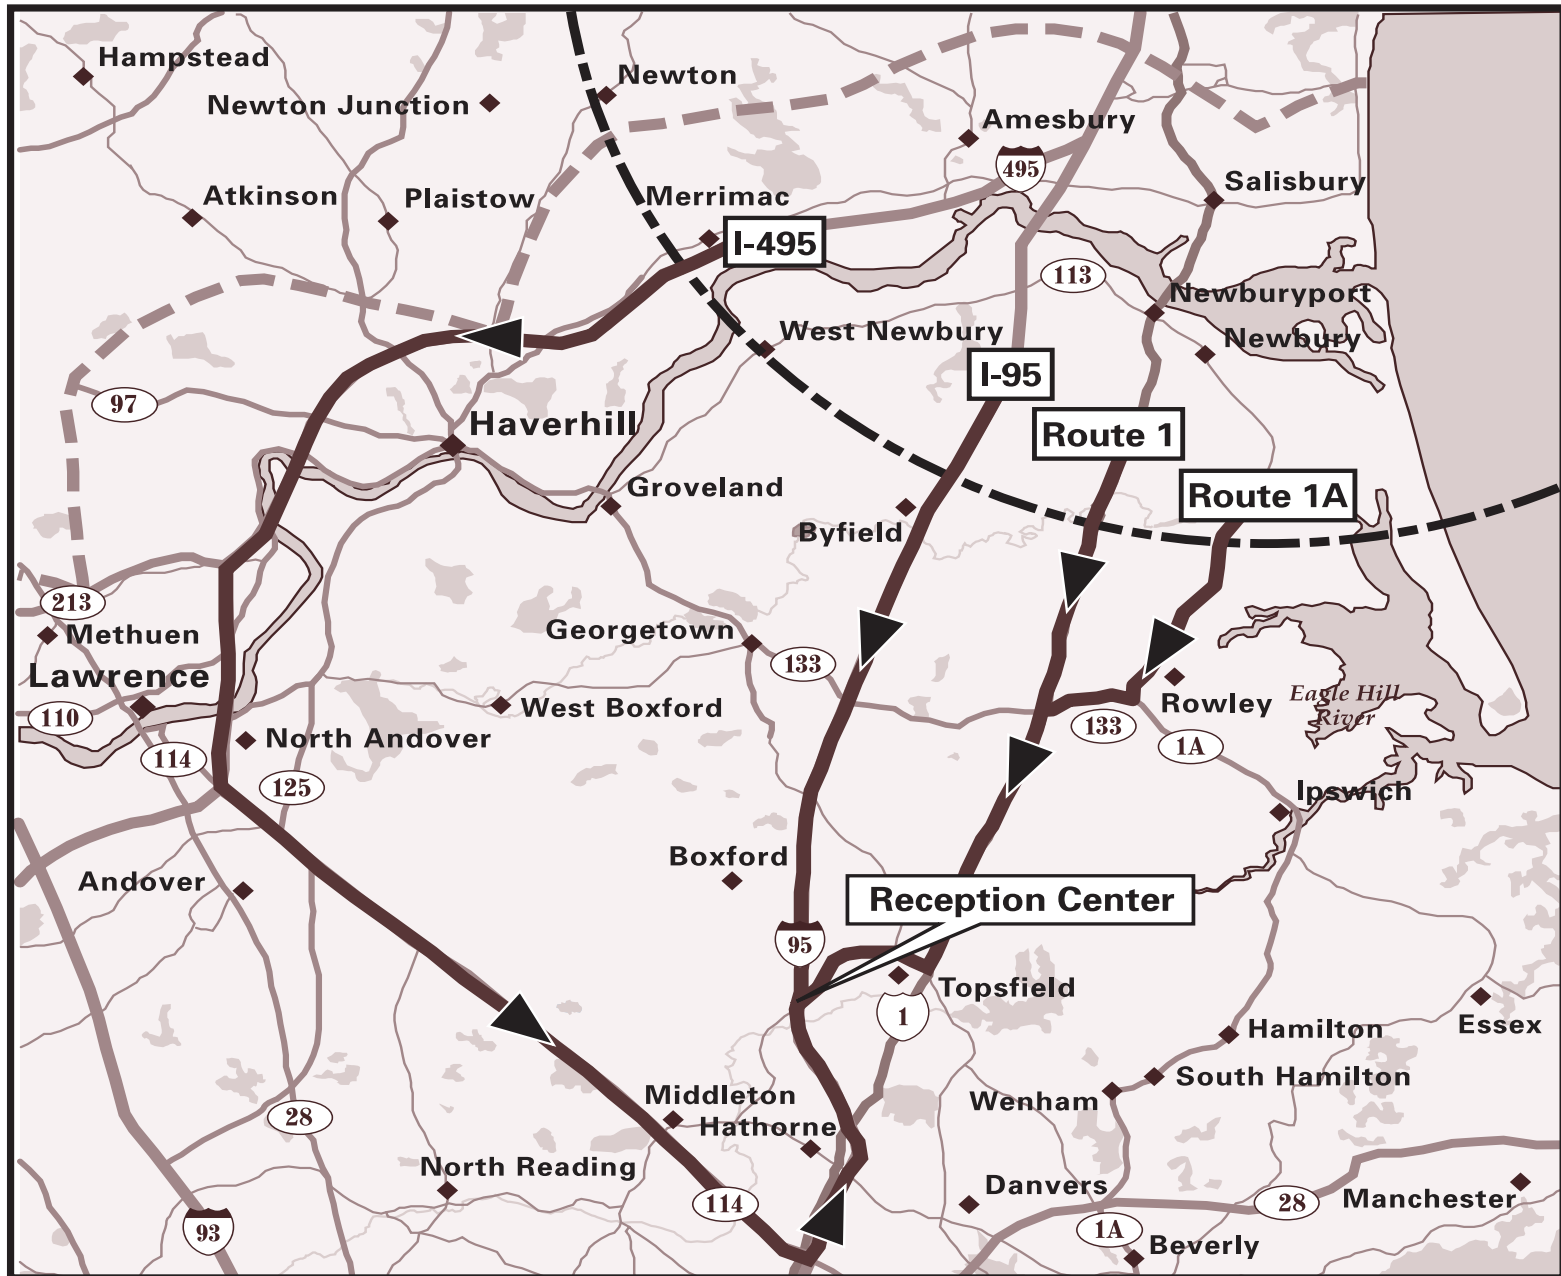 Hampstead
Newton
Newton Junction
Amesbury
495
Salisbury
Atkinson
Plaistow
Merrimac
I-495
113
Newburyport
Newbury
West Newbury
I-95
97
Haverhill
Route 1
Groveland
Route 1A
Byfield
213
Methuen
Georgetown
133
Lawrence
Rowley
Eagle Hill
River
110
West Boxford
133
North Andover
1A
114
125
Ipswich
Boxford
Andover
Reception Center
95
Topsfield
1
Essex
Hamilton
South Hamilton
Middleton
Wenham
28
Hathorne
North Reading
Danvers
114
28
Manchester
93
1A
Beverly